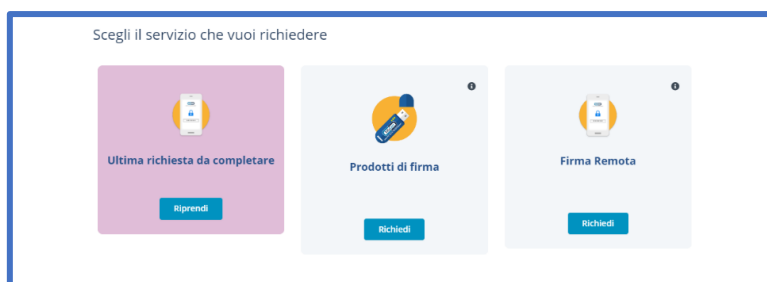 Scegli il servizio che vuoi richiedere
Ultima richiesta da completare
Riprendi
Prodotti di firma
Richiedi
Firma Remota
Richiedi